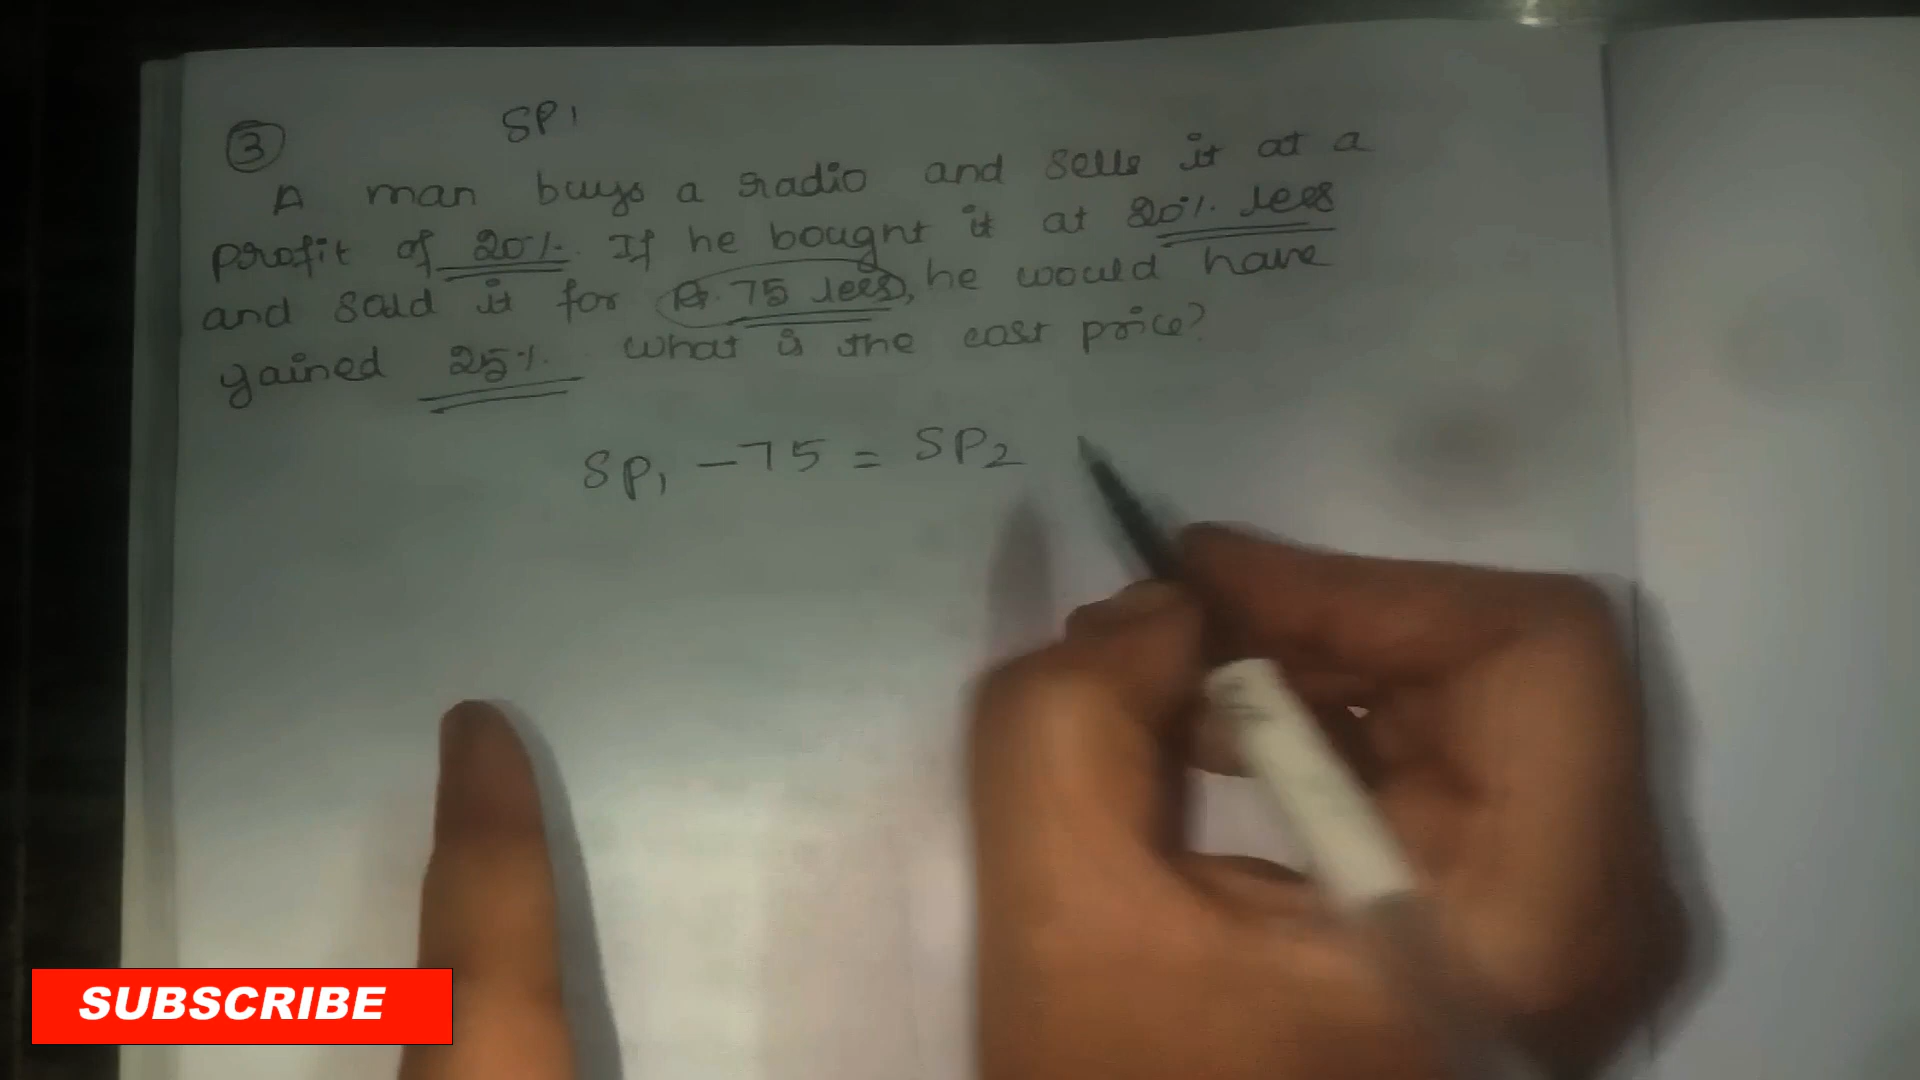 SP1
3
A man buys a radio and sells it at a
profit of 20%. If he bought it at 20% less
and sold it for Rs. 75 less, he would have
gained 25% what is the cost price?
SP1 - 75 = SP2
SUBSCRIBE